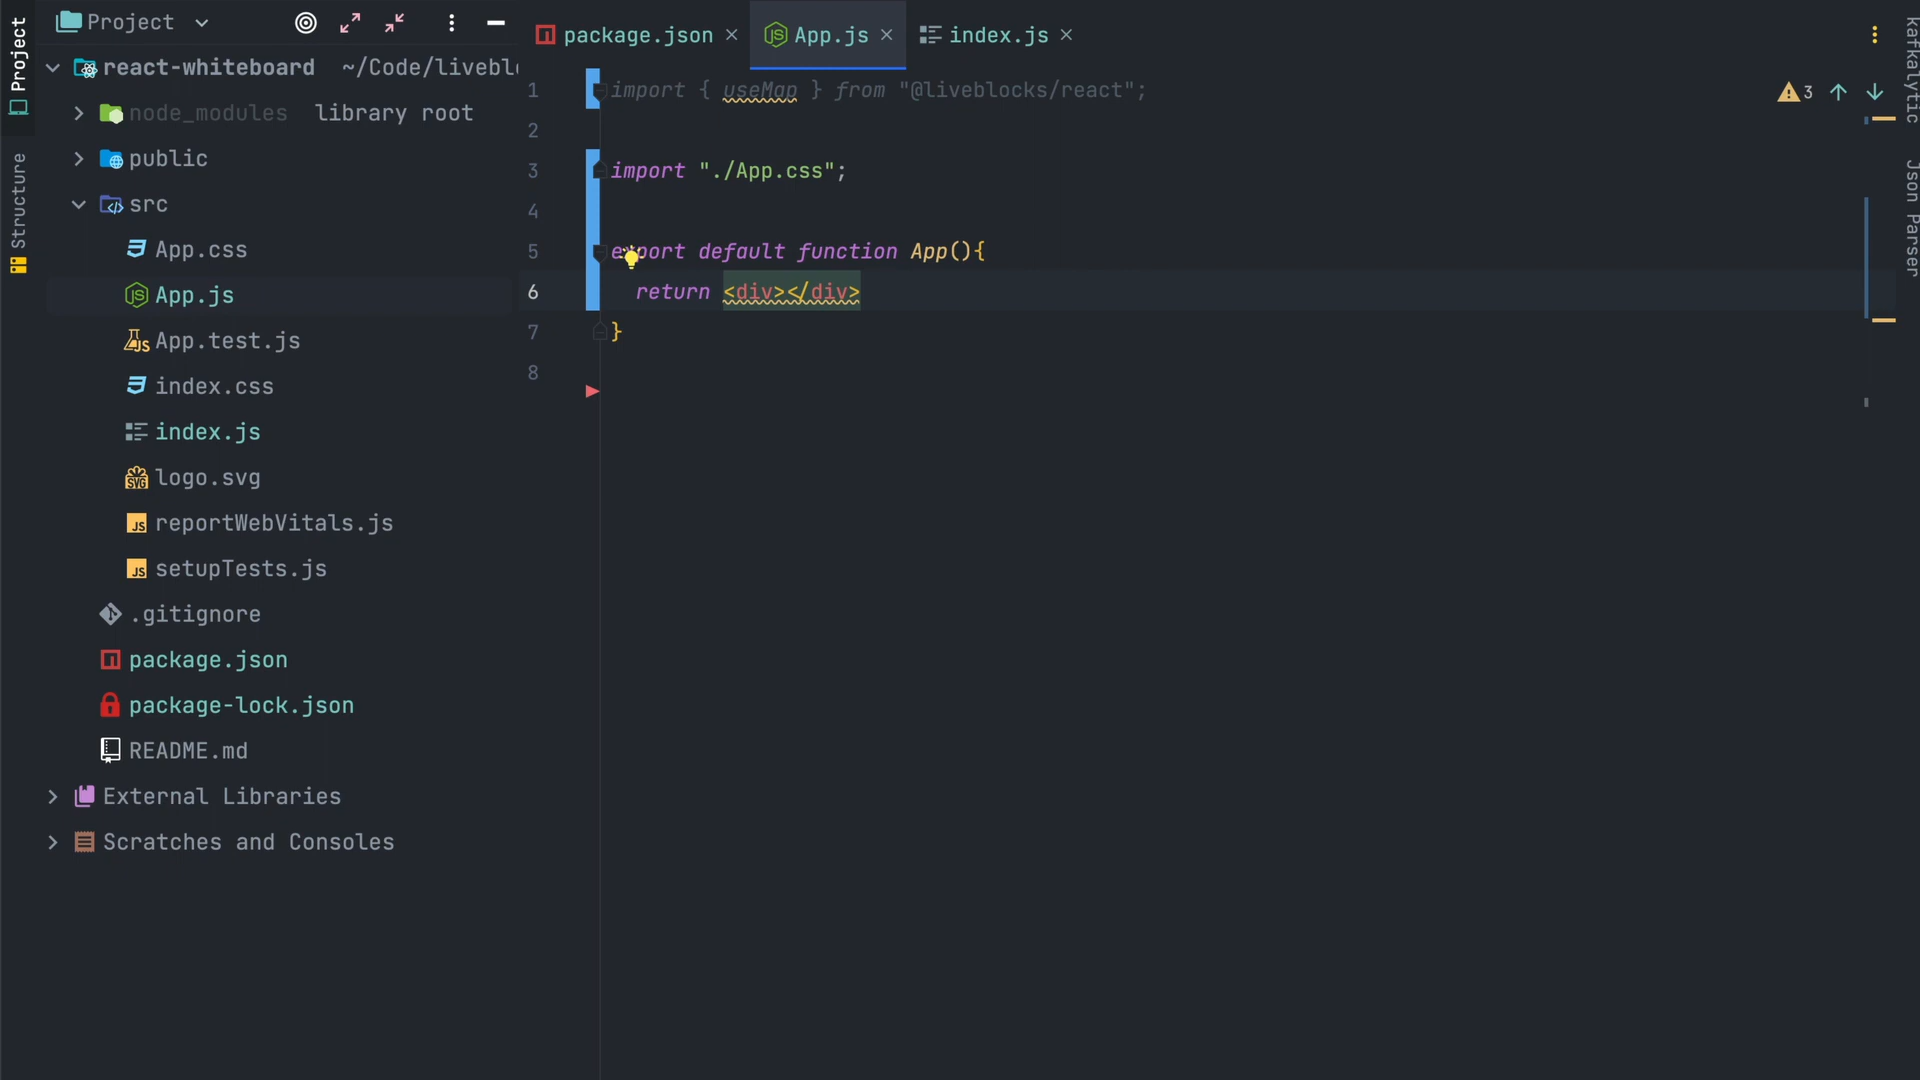 Project
react-whiteboard ~/Code/liveblo
node_modules library root
public
src
App.css
App.js
App.test.js
index.css
index.js
logo.svg
reportWebVitals.js
setupTests.js
.gitignore
package.json
package-lock.json
README.md
External Libraries
Scratches and Consoles
Project
Structure
package.json
App.js
index.js
1 import { useMap } from "@liveblocks/react";
2
3 import "./App.css";
4
5 export default function App(){
6 return <div></div>
7 }
8
3
kafkalytic
Json Parser